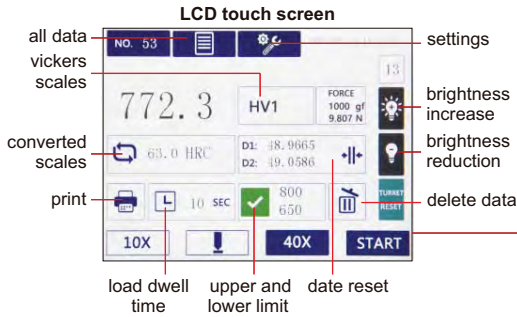 LCD touch screen
all data
NO. 53
settings
vickers
scales
13
772.3
HV1
FORCE
1000 gf
9.807 N
brightness
increase
converted
scales
63.0 HRC
D1: 48.9665
D2: 49.0586
brightness
reduction
print
10 SEC
800
650
TURRET
RESET
delete data
10X
40X
START
load dwell
time
upper and
lower limit
date reset